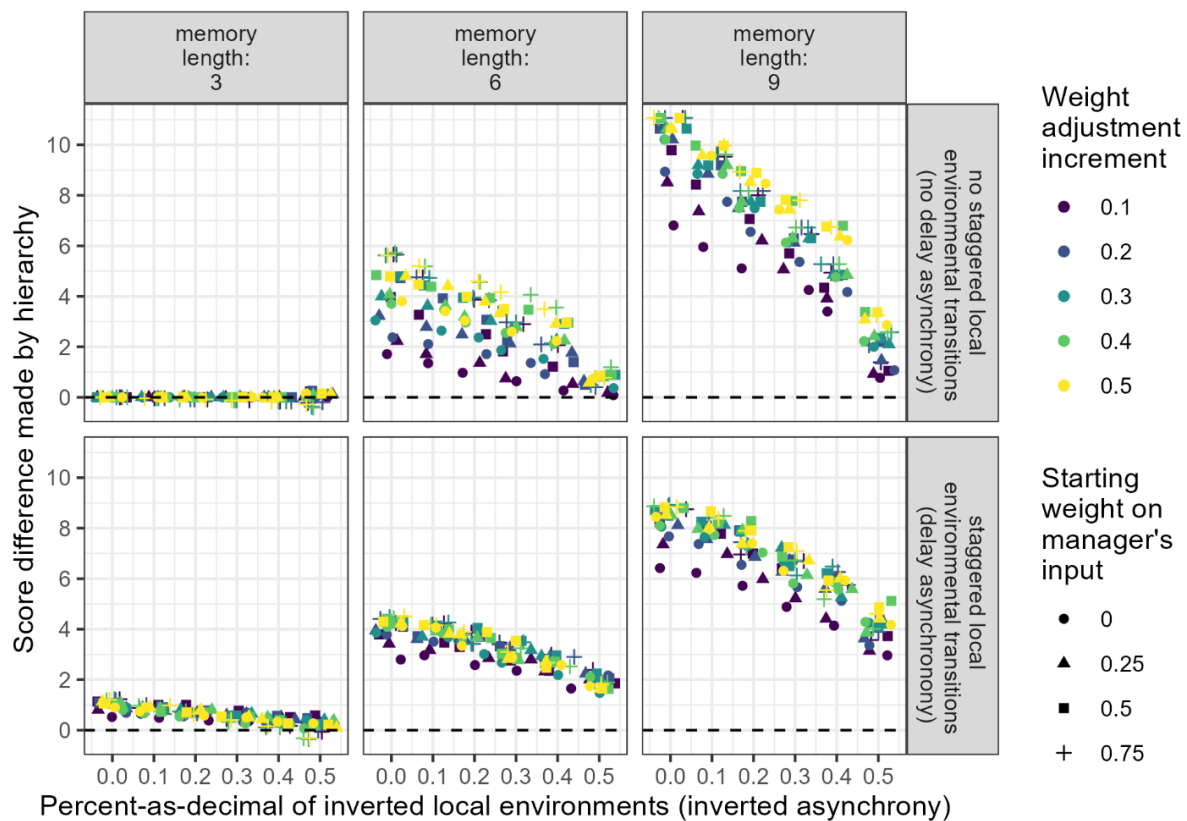 memory
length:
3
memory
length:
6
memory
length:
9
Score difference made by hierarchy
10
8
6
4
2
0
no staggered local
environmental transitions
(no delay asynchrony)
10
8
6
4
2
0
staggered local
environmental transitions
(delay asynchronony)
0.0 0.1 0.2 0.3 0.4 0.5
0.0 0.1 0.2 0.3 0.4 0.5
0.0 0.1 0.2 0.3 0.4 0.5
Percent-as-decimal of inverted local environments (inverted asynchrony)
Weight
adjustment
increment
0.1
0.2
0.3
0.4
0.5
Starting
weight on
manager's
input
0
0.25
0.5
0.75